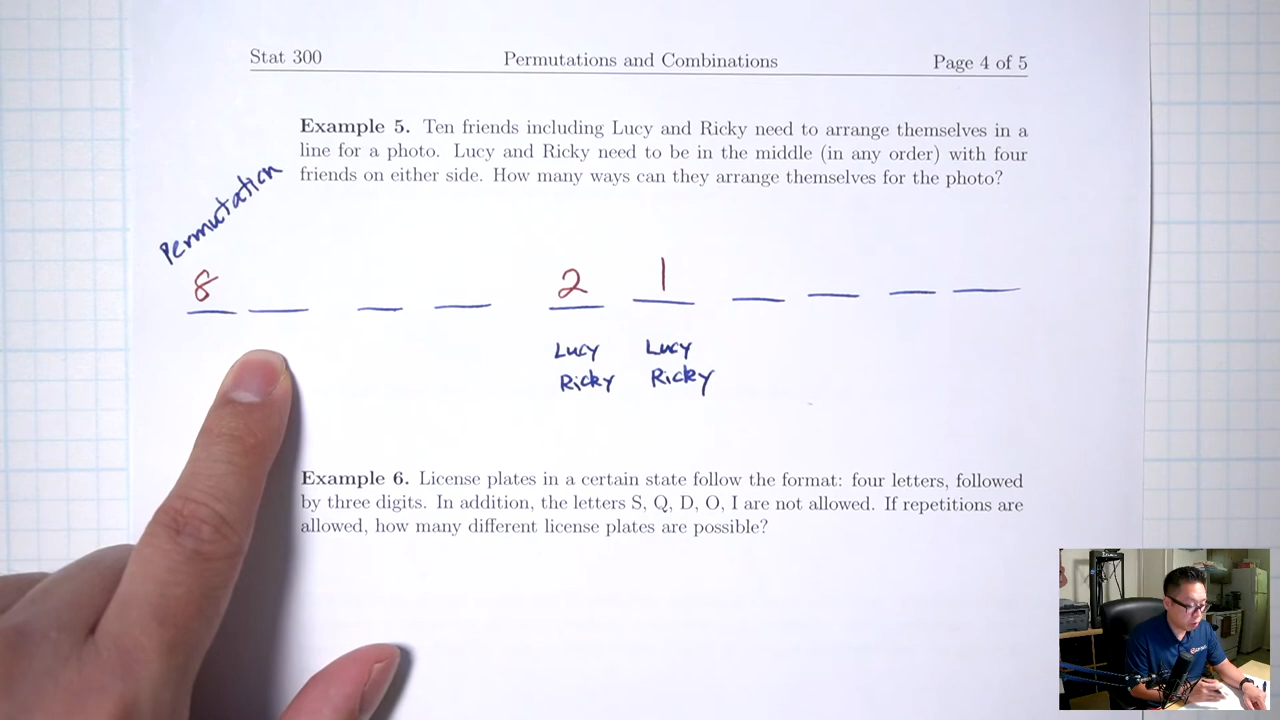 Stat 300 Permutations and Combinations Page 4 of 5
Example 5. Ten friends including Lucy and Ricky need to arrange themselves in a
line for a photo. Lucy and Ricky need to be in the middle (in any order) with four
friends on either side. How many ways can they arrange themselves for the photo?
Permutation
8 2 1
Lucy Lucy
Ricky Ricky
Example 6. License plates in a certain state follow the format: four letters, followed
by three digits. In addition, the letters S, Q, D, O, I are not allowed. If repetitions are
allowed, how many different license plates are possible?